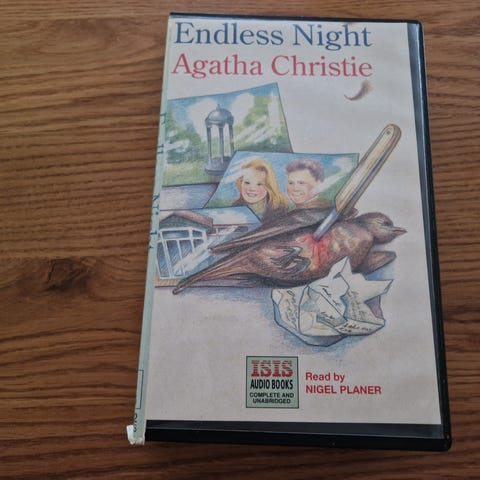 Endless Night
Agatha Christie
ISIS
AUDIO BOOKS
COMPLETE AND
UNABRIDGED
Read by
NIGEL PLANER